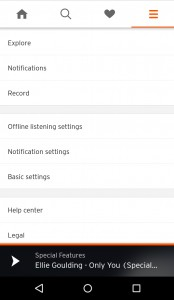 Explore
Notifications
Record
Offline listening settings
Notification settings
Basic settings
Help center
Legal
Special Features
Ellie Goulding - Only You (Special...